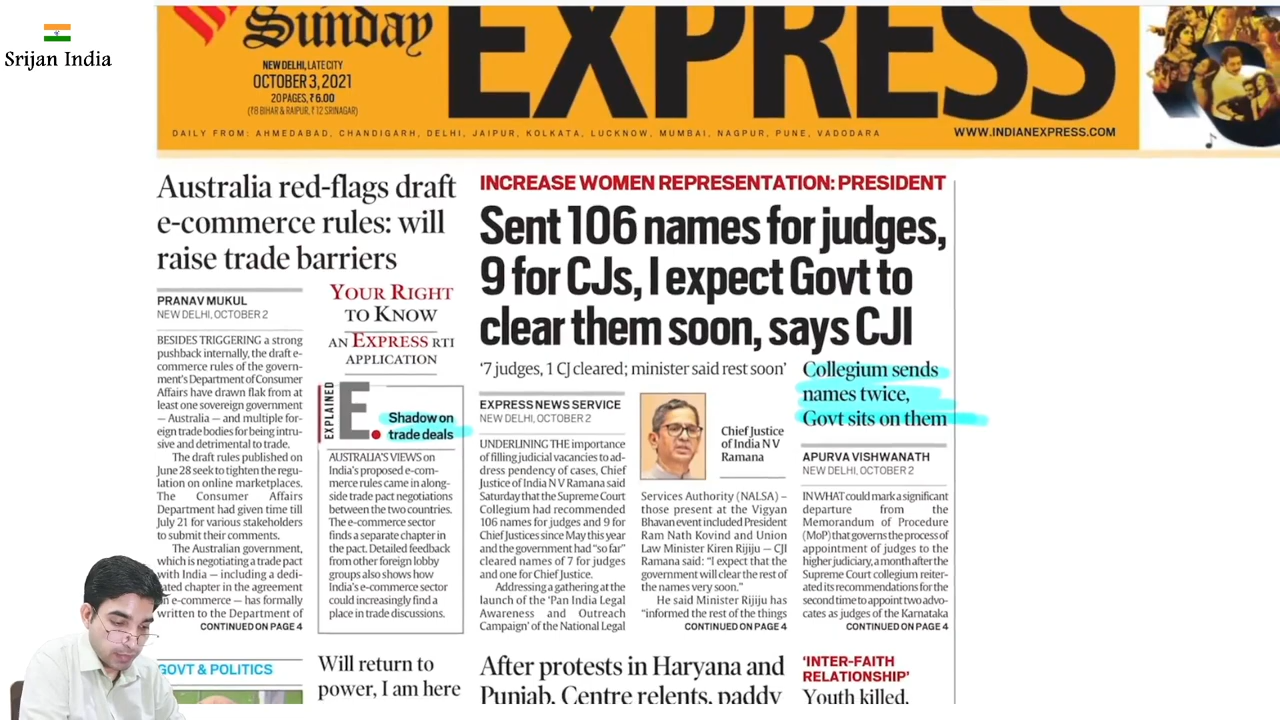 Srijan India
Sunday
EXPRESS
NEW DELHI, LATE CITY
OCTOBER 3, 2021
20 PAGES, ₹ 6.00
(₹8 BIHAR & RAIPUR, ₹ 12 SRINAGAR)
DAILY FROM: AHMEDABAD, CHANDIGARH, DELHI, JAIPUR, KOLKATA, LUCKNOW, MUMBAI, NAGPUR, PUNE, VADODARA
WWW.INDIANEXPRESS.COM
Australia red-flags draft
e-commerce rules: will
raise trade barriers
PRANAV MUKUL
NEW DELHI, OCTOBER 2
BESIDES TRIGGERING a strong
pushback internally, the draft e-
commerce rules of the govern-
ment's Department of Consumer
Affairs have drawn flak from at
least one sovereign government
— Australia — and multiple for-
eign trade bodies for being intru-
sive and detrimental to trade.
The draft rules published on
June 28 seek to tighten the regu-
lation on online marketplaces.
The Consumer Affairs
Department had given time till
July 21 for various stakeholders
to submit their comments.
The Australian government,
which is negotiating a trade pact
with India — including a dedi-
cated chapter in the agreement
on e-commerce — has formally
written to the Department of
CONTINUED ON PAGE 4
YOUR RIGHT
TO KNOW
AN EXPRESS RTI
APPLICATION
EXPLAINED
E.
Shadow on
trade deals
AUSTRALIA'S VIEWS on
India's proposed e-com-
merce rules came in along-
side trade pact negotiations
between the two countries.
The e-commerce sector
finds a separate chapter in
the pact. Detailed feedback
from other foreign lobby
groups also shows how
India's e-commerce sector
could increasingly find a
place in trade discussions.
INCREASE WOMEN REPRESENTATION: PRESIDENT
Sent 106 names for judges,
9 for CJs, I expect Govt to
clear them soon, says CJI
'7 judges, 1 CJ cleared; minister said rest soon'
EXPRESS NEWS SERVICE
NEW DELHI, OCTOBER 2
UNDERLINING THE importance
of filling judicial vacancies to ad-
dress pendency of cases, Chief
Justice of India N V Ramana said
Saturday that the Supreme Court
Collegium had recommended
106 names for judges and 9 for
Chief Justices since May this year
and the government had "so far"
cleared names of 7 for judges
and one for Chief Justice.
Addressing a gathering at the
launch of the 'Pan India Legal
Awareness and Outreach
Campaign' of the National Legal
Chief Justice
of India N V
Ramana
Services Authority (NALSA) –
those present at the Vigyan
Bhavan event included President
Ram Nath Kovind and Union
Law Minister Kiren Rijiju — CJI
Ramana said: "I expect that the
government will clear the rest of
the names very soon."
He said Minister Rijiju has
"informed the rest of the things
CONTINUED ON PAGE 4
Collegium sends
names twice,
Govt sits on them
APURVA VISHWANATH
NEW DELHI, OCTOBER 2
IN WHAT could mark a significant
departure from the
Memorandum of Procedure
(MoP) that governs the process of
appointment of judges to the
higher judiciary, a month after the
Supreme Court collegium reiter-
ated its recommendations for the
second time to appoint two advo-
cates as judges of the Karnataka
CONTINUED ON PAGE 4
GOVT & POLITICS
Will return to
power, I am here
After protests in Haryana and
Punjab, Centre relents, paddy
'INTER-FAITH
RELATIONSHIP'
Youth killed,